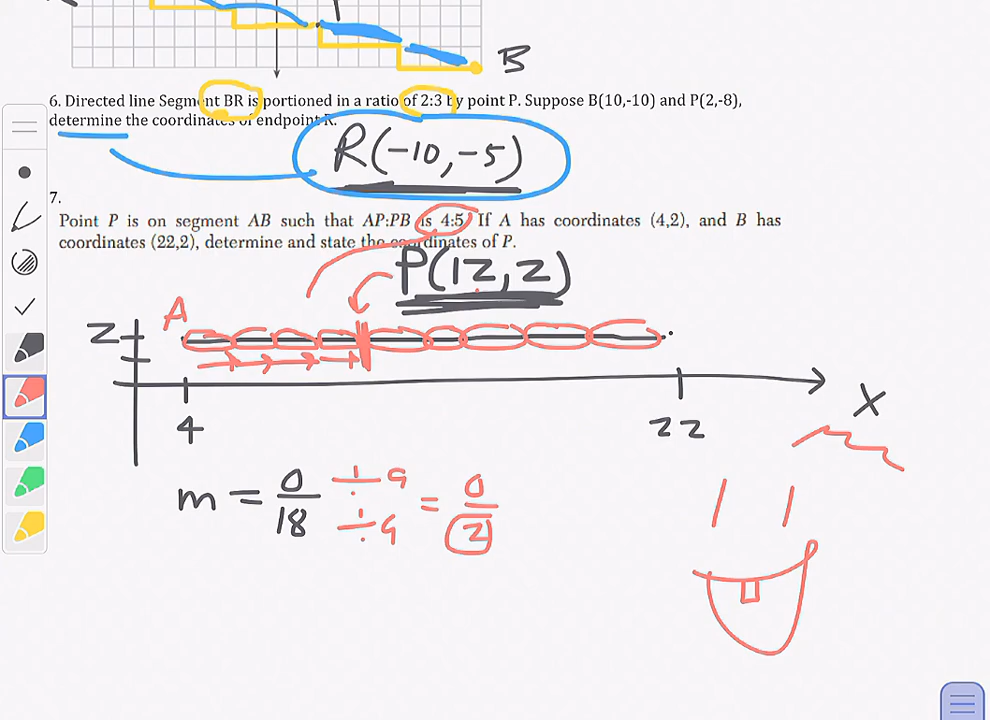 B
6. Directed line Segment BR is portioned in a ratio of 2:3 by point P. Suppose B(10,-10) and P(2,-8),
determine the coordinates of endpoint R.
R(-10,-5)
7.
Point P is on segment AB such that AP:PB is 4:5. If A has coordinates (4,2), and B has
coordinates (22,2), determine and state the coordinates of P.
P(12,2)
A
2
X
4 22
m = 0/18 ÷9/÷9 = 0/2